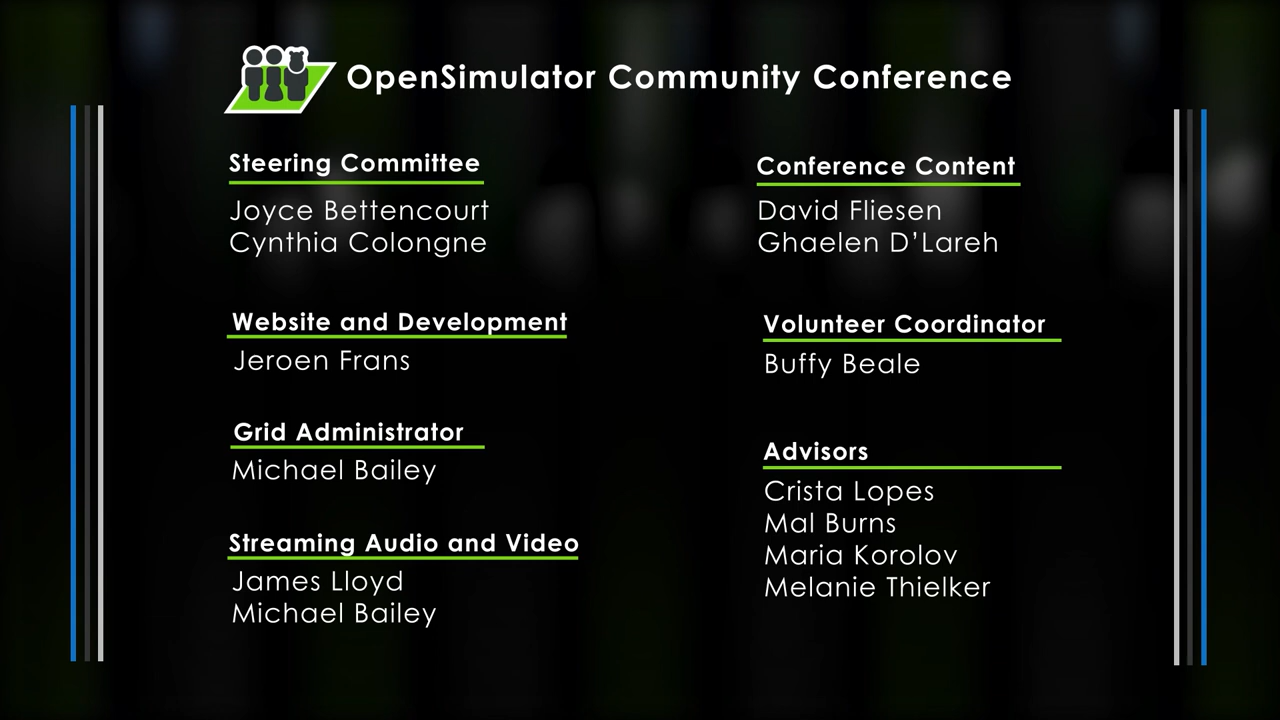 OpenSimulator Community Conference
Steering Committee
Joyce Bettencourt
Cynthia Colongne
Website and Development
Jeroen Frans
Grid Administrator
Michael Bailey
Streaming Audio and Video
James Lloyd
Michael Bailey
Conference Content
David Fliesen
Ghaelen D’Lareh
Volunteer Coordinator
Buffy Beale
Advisors
Crista Lopes
Mal Burns
Maria Korolov
Melanie Thielker